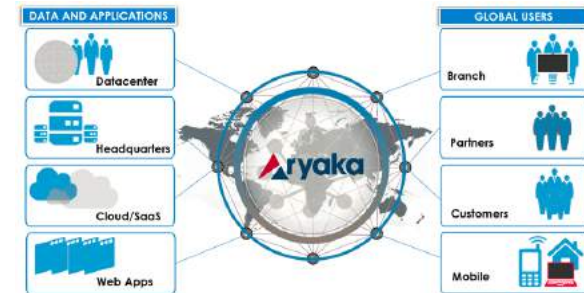 DATA AND APPLICATIONS
Datacenter
Headquarters
Cloud/SaaS
Web Apps
Aryaka
GLOBAL USERS
Branch
Partners
Customers
Mobile